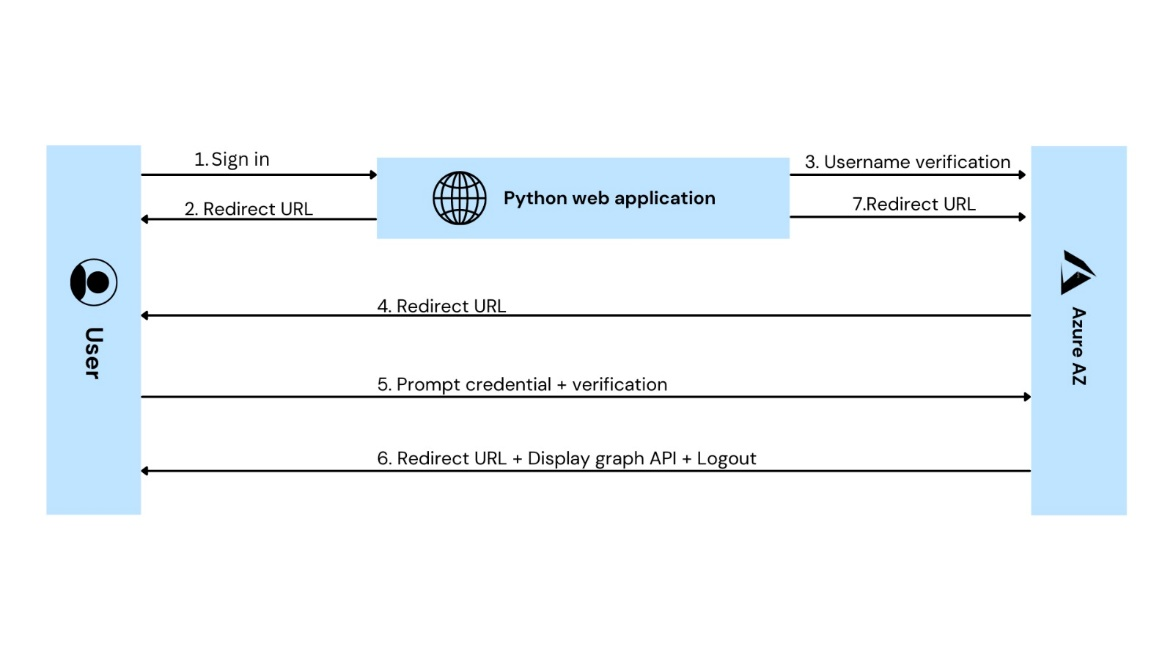 1. Sign in
3. Username verification
Python web application
2. Redirect URL
7.Redirect URL
4. Redirect URL
User
Azure AZ
5. Prompt credential + verification
6. Redirect URL + Display graph API + Logout